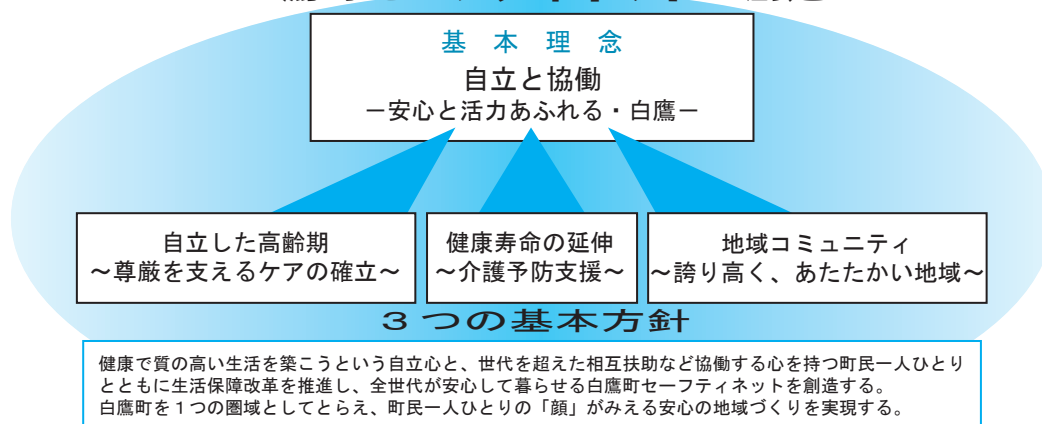 基本理念
自立と協働
－安心と活力あふれる・白鷹－
自立した高齢期
～尊厳を支えるケアの確立～
健康寿命の延伸
～介護予防支援～
地域コミュニティ
～誇り高く、あたたかい地域～
３つの基本方針
健康で質の高い生活を築こうという自立心と、世代を超えた相互扶助など協働する心を持つ町民一人ひとり
とともに生活保障改革を推進し、全世代が安心して暮らせる白鷹町セーフティネットを創造する。
白鷹町を１つの圏域としてとらえ、町民一人ひとりの「顔」がみえる安心の地域づくりを実現する。